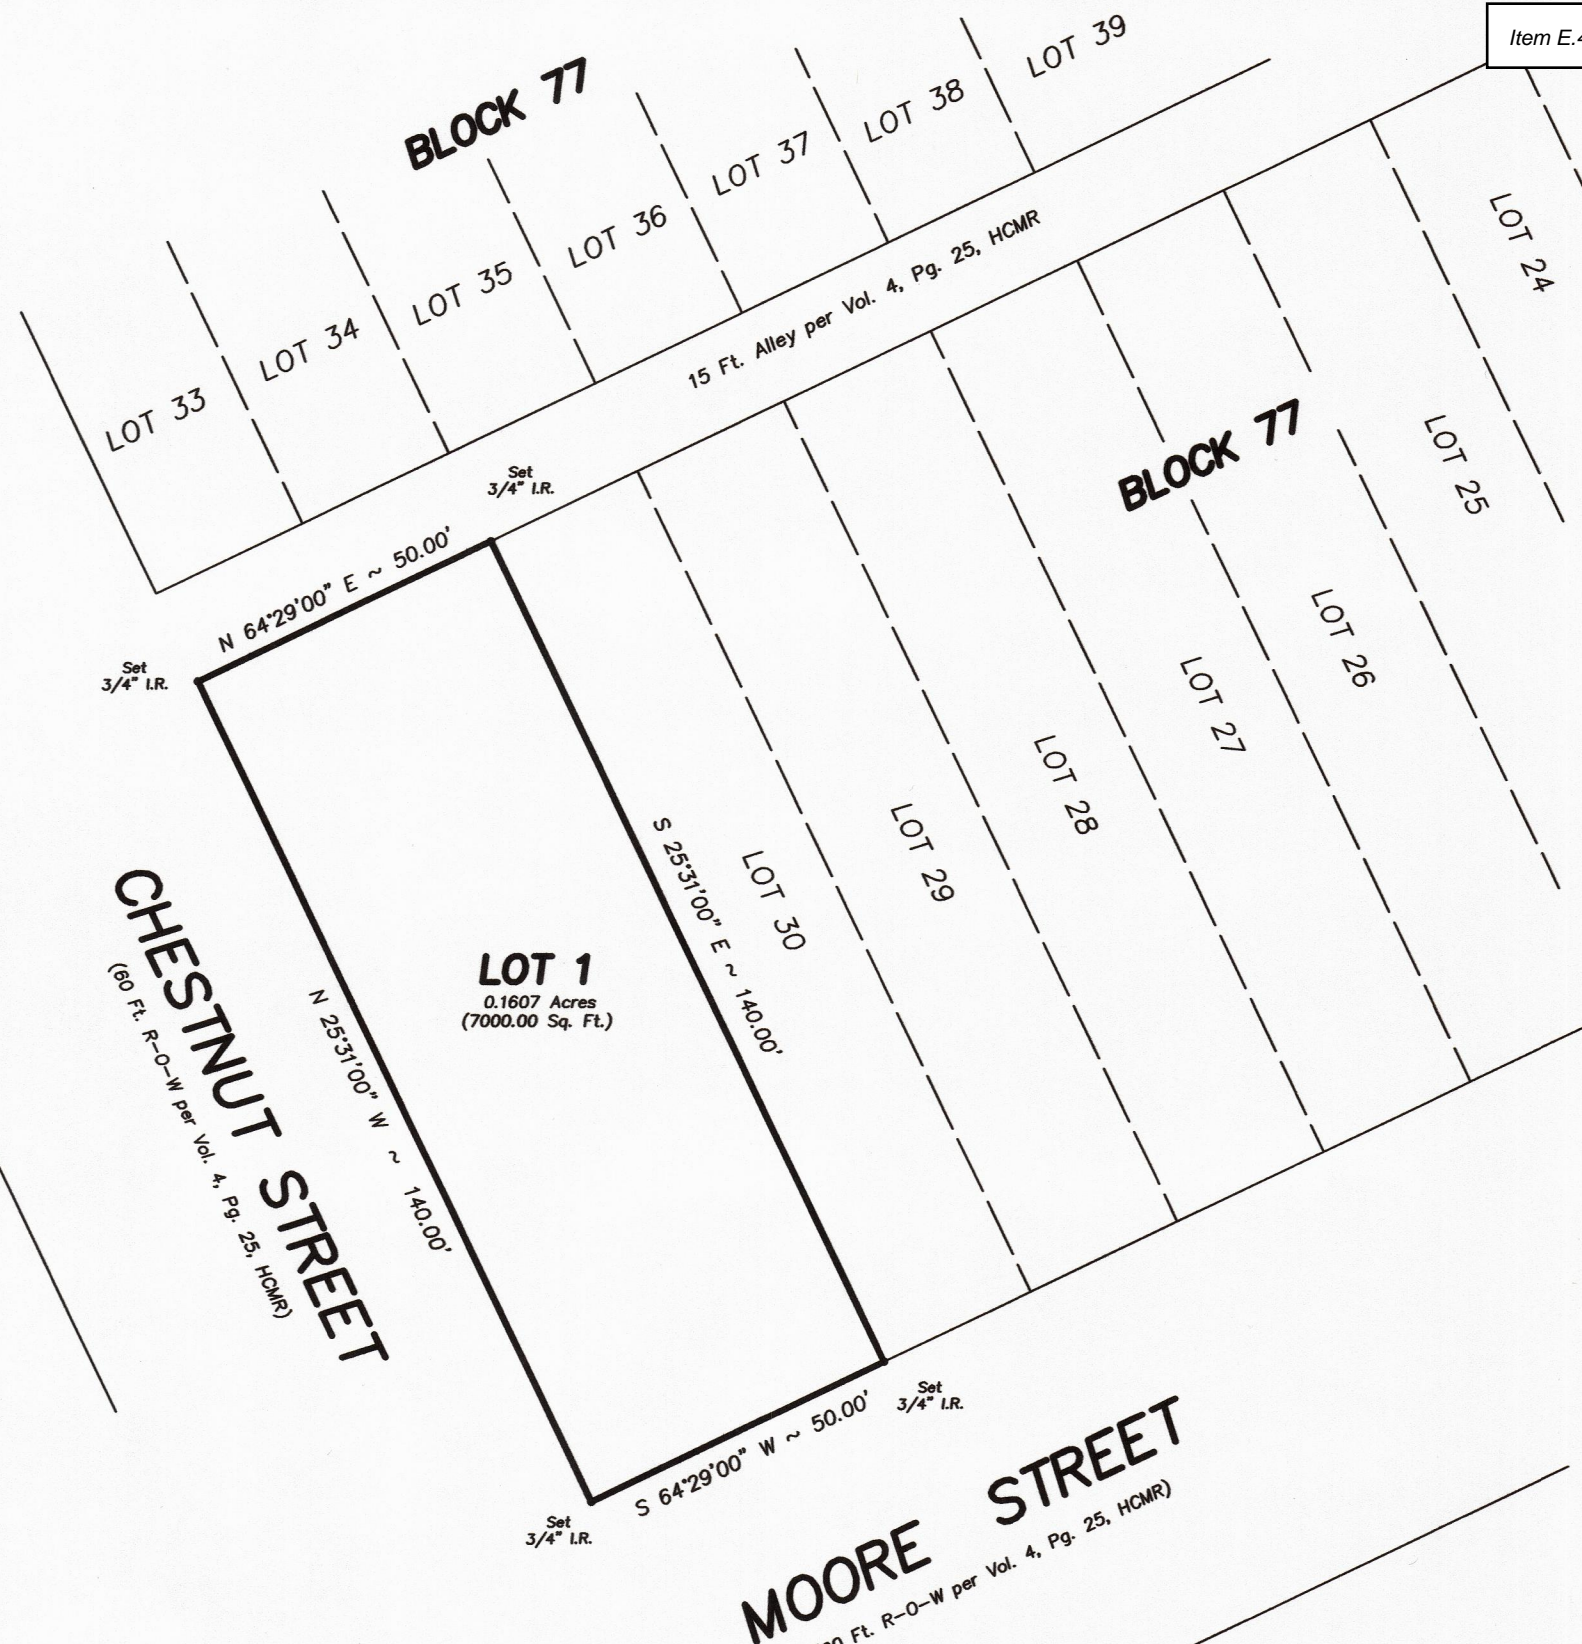 Item E.
BLOCK 77
LOT 33
LOT 34
LOT 35
LOT 36
LOT 37
LOT 38
LOT 39
15 Ft. Alley per Vol. 4, Pg. 25, HCMR
Set
3/4" I.R.
N 64°29'00" E ~ 50.00'
Set
3/4" I.R.
BLOCK 77
LOT 24
LOT 25
LOT 26
LOT 27
LOT 28
LOT 29
LOT 30
S 25°31'00" E ~ 140.00'
LOT 1
0.1607 Acres
(7000.00 Sq. Ft.)
N 25°31'00" W ~ 140.00'
CHESTNUT STREET
(60 Ft. R-O-W per Vol. 4, Pg. 25, HCMR)
Set
3/4" I.R.
S 64°29'00" W ~ 50.00'
Set
3/4" I.R.
MOORE STREET
Ft. R-O-W per Vol. 4, Pg. 25, HCMR)